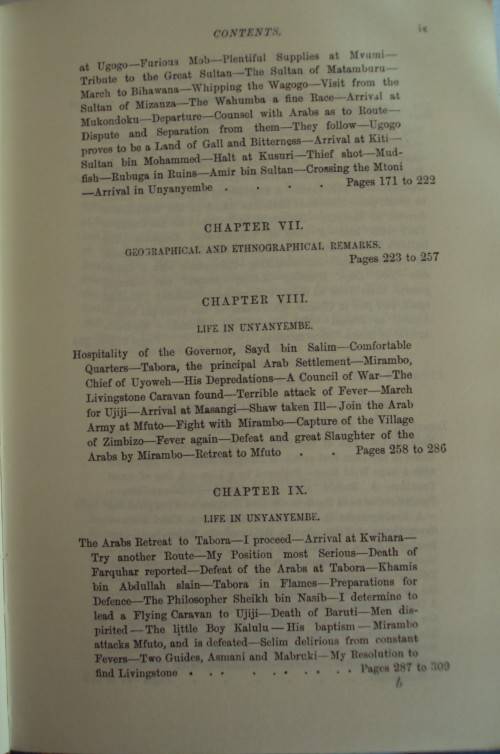 CONTENTS. ix
at Ugogo—Furious Mob—Plentiful Supplies at Mvumi—
Tribute to the Great Sultan—The Sultan of Matamburu—
March to Bihawana—Whipping the Wagogo—Visit from the
Sultan of Mizanza—The Wahumba a fine Race—Arrival at
Mukondoku—Departure—Counsel with Arabs as to Route—
Dispute and Separation from them—They follow—Ugogo
proves to be a Land of Gall and Bitterness—Arrival at Kiti—
Sultan bin Mohammed—Halt at Kusuri—Thief shot—Mud-
fish—Rubuga in Ruins—Amir bin Sultan—Crossing the Mtoni
—Arrival in Unyanyembe . . . . Pages 171 to 222
CHAPTER VII.
GEOGRAPHICAL AND ETHNOGRAPHICAL REMARKS.
Pages 223 to 257
CHAPTER VIII.
LIFE IN UNYANYEMBE.
Hospitality of the Governor, Sayd bin Salim—Comfortable
Quarters—Tabora, the principal Arab Settlement—Mirambo,
Chief of Uyoweh—His Depredations—A Council of War—The
Livingstone Caravan found—Terrible attack of Fever—March
for Ujiji—Arrival at Masangi—Shaw taken Ill—Join the Arab
Army at Mfuto—Fight with Mirambo—Capture of the Village
of Zimbizo—Fever again—Defeat and great Slaughter of the
Arabs by Mirambo—Retreat to Mfuto . . Pages 258 to 286
CHAPTER IX.
LIFE IN UNYANYEMBE.
The Arabs Retreat to Tabora—I proceed—Arrival at Kwihara—
Try another Route—My Position most Serious—Death of
Farquhar reported—Defeat of the Arabs at Tabora—Khamis
bin Abdullah slain—Tabora in Flames—Preparations for
Defence—The Philosopher Sheikh bin Nasib—I determine to
lead a Flying Caravan to Ujiji—Death of Baruti—Men dis-
pirited—The little Boy Kalulu—His baptism—Mirambo
attacks Mfuto, and is defeated—Selim delirious from constant
Fevers—Two Guides, Asmani and Mabruki—My Resolution to
find Livingstone . . . . . . . . Pages 287 to 309
b